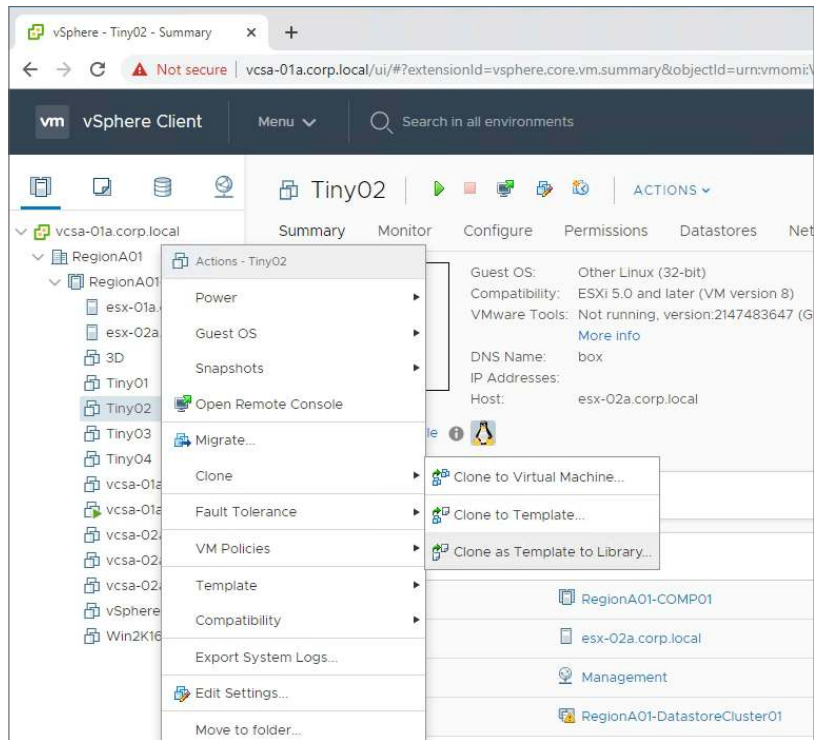 vSphere - Tiny02 - Summary
Not secure | vcsa-01a.corp.local/ui/#?extensionId=vsphere.core.vm.summary&objectId=urn:vmomi:
vm vSphere Client Menu Search in all environments
Tiny02 ACTIONS
Summary Monitor Configure Permissions Datastores Net
vcsa-01a.corp.local
RegionA01
RegionA01
esx-01a.
esx-02a.
3D
Tiny01
Tiny02
Tiny03
Tiny04
vcsa-01a
vcsa-01a
vcsa-02
vcsa-02
vcsa-02
vSphere
Win2K16
Actions - Tiny02
Power
Guest OS
Snapshots
Open Remote Console
Migrate...
Clone
Fault Tolerance
VM Policies
Template
Compatibility
Export System Logs...
Edit Settings...
Move to folder...
Guest OS: Other Linux (32-bit)
Compatibility: ESXi 5.0 and later (VM version 8)
VMware Tools: Not running, version:2147483647 (G
More info
DNS Name: box
IP Addresses:
Host: esx-02a.corp.local
le
Clone to Virtual Machine...
Clone to Template...
Clone as Template to Library...
RegionA01-COMP01
esx-02a.corp.local
Management
RegionA01-DatastoreCluster01